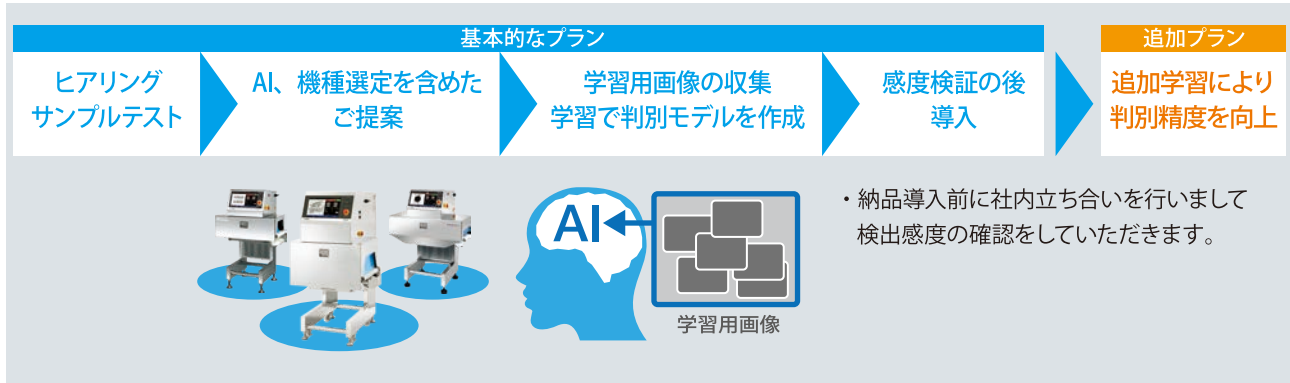 基本的なプラン
追加プラン
ヒアリング
サンプルテスト
AI、機種選定を含めた
ご提案
学習用画像の収集
学習で判別モデルを作成
感度検証の後
導入
追加学習により
判別精度を向上
AI
学習用画像
・納品導入前に社内立ち合いを行いまして
検出感度の確認をしていただきます。